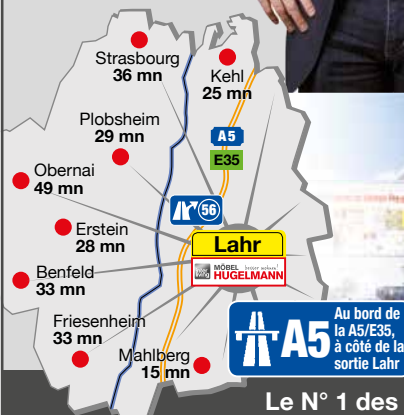 Strasbourg
36 mn
Kehl
25 mn
Plobsheim
29 mn
A5
E35
Obernai
49 mn
56
Erstein
28 mn
Lahr
MÖBEL
HUGELMANN
Benfeld
33 mn
Friesenheim
33 mn
Mahlberg
15 mn
A5
Au bord de
la A5/E35,
à côté de la
sortie Lahr
Le N° 1 des